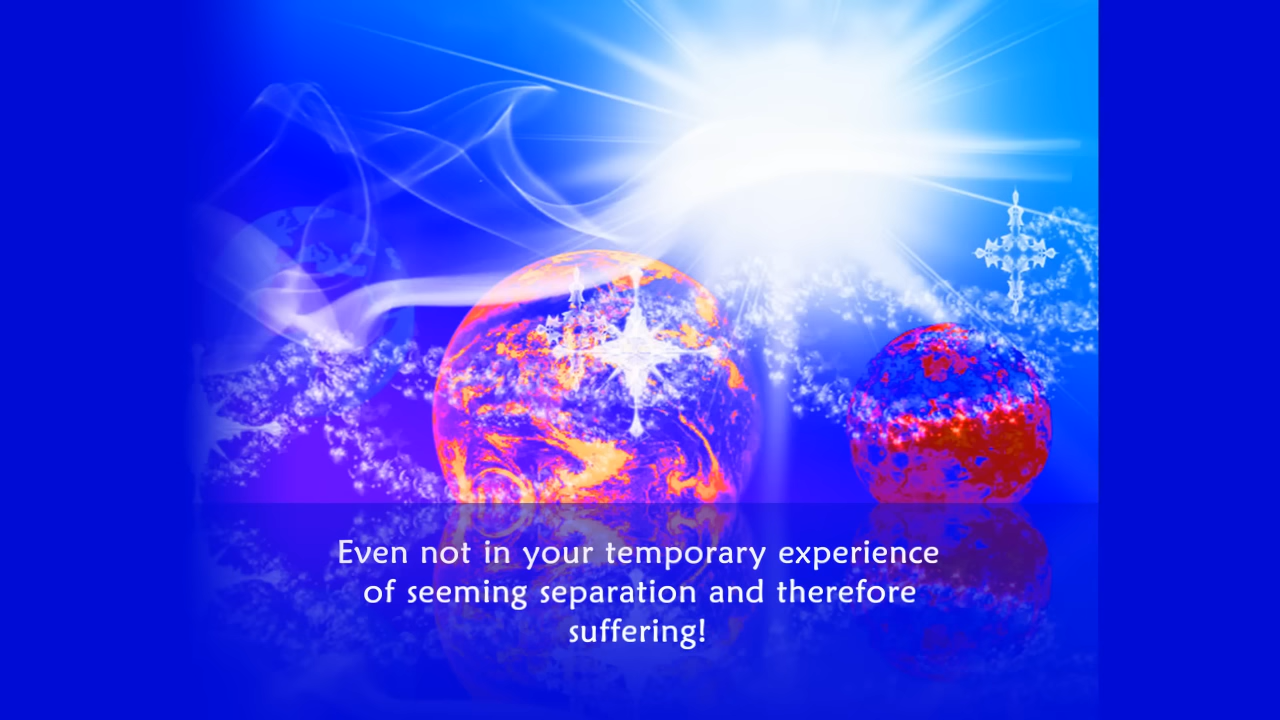 Even not in your temporary experience
of seeming separation and therefore
suffering!